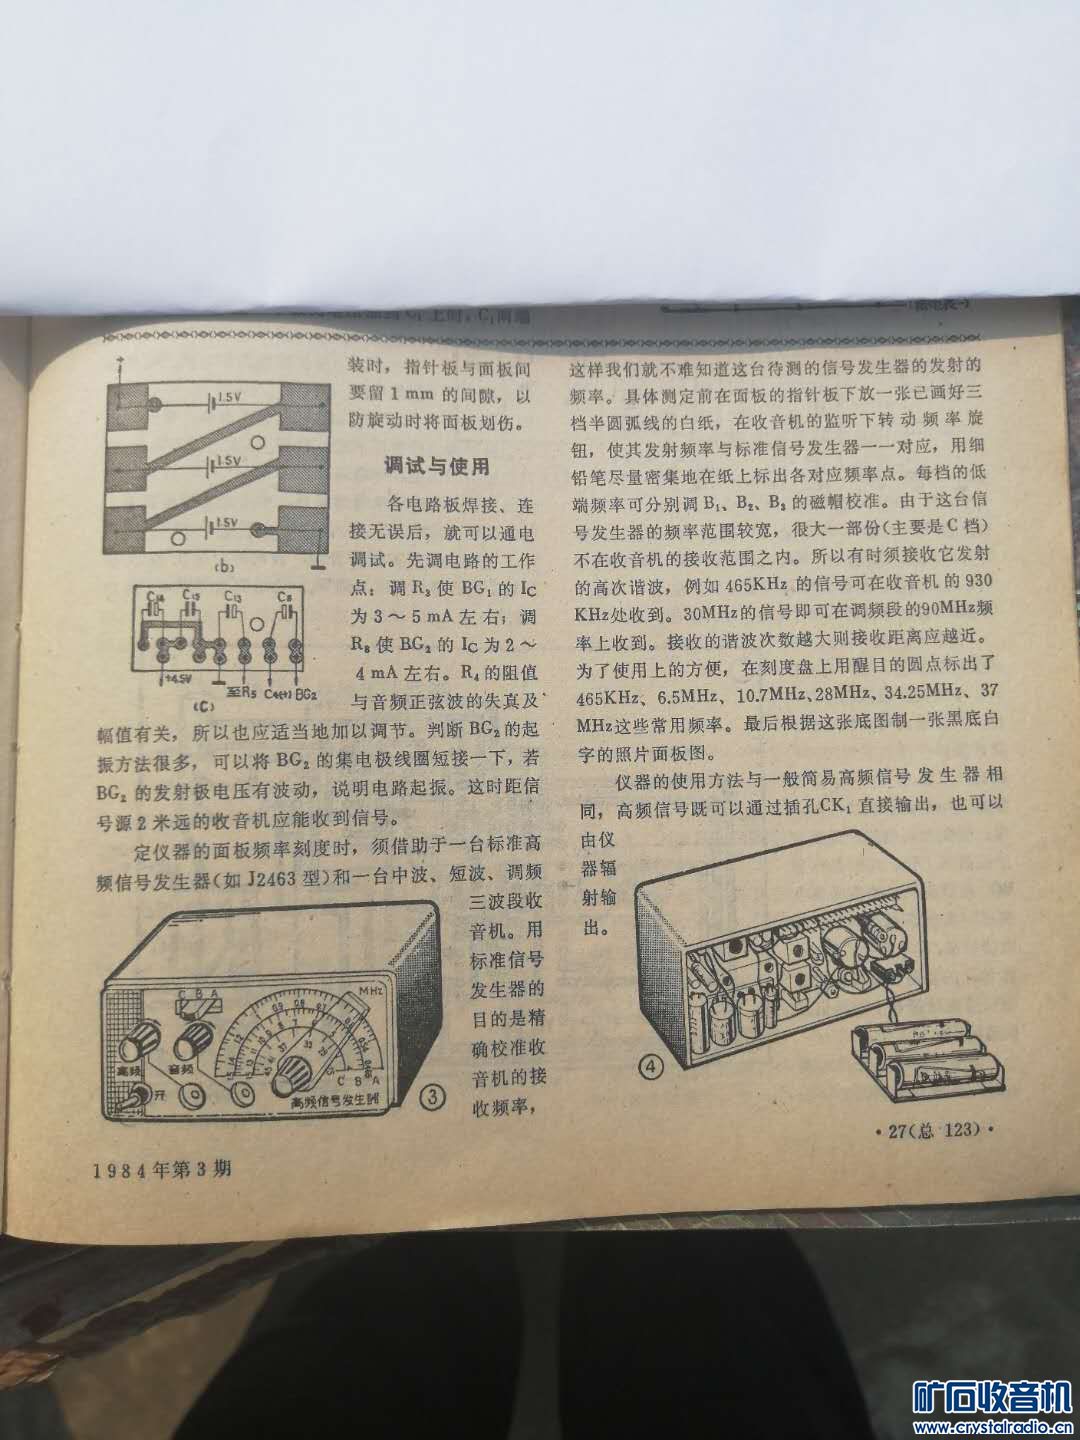 装时，指针板与面板间
要留1mm 的间隙，以
防旋动时将面板划伤。
调试与使用
各电路板焊接、连
接无误后，就可以通电
调试。先调电路的工作
点：调R₃使BG₁的Ic
为3～5mA左右；调
R₈使BG₂的Ic为2～
4mA左右。R₄的阻值
与音频正弦波的失真及
幅值有关，所以也应适当地加以调节。判断BG₂的起
振方法很多，可以将BG₂的集电极线圈短接一下，若
BG₂的发射极电压有波动，说明电路起振。这时距信
号源2米远的收音机应能收到信号。
定仪器的面板频率刻度时，须借助于一台标准高
频信号发生器(如J2463型)和一台中波、短波、调频
三波段收
音机。用
标准信号
发生器的
目的是精
确校准收
音机的接
收频率，
1.5V
1.5V
1.5V
(b)
C₁₄ C₁₅ C₁₃ C₈
+4.5V
至R₅ C₄(+) BG₂
(C)
C B A
MHz
高频 音频
开
C B A
高频信号发生器
③
这样我们就不难知道这台待测的信号发生器的发射的
频率。具体测定前在面板的指针板下放一张已画好三
档半圆弧线的白纸，在收音机的监听下转动频率旋
钮，使其发射频率与标准信号发生器一一对应，用细
铅笔尽量密集地在纸上标出各对应频率点。每档的低
端频率可分别调B₁、B₂、B₃的磁帽校准。由于这台信
号发生器的频率范围较宽，很大一部份(主要是C档)
不在收音机的接收范围之内。所以有时须接收它发射
的高次谐波，例如465KHz的信号可在收音机的930
KHz处收到。30MHz的信号即可在调频段的90MHz频
率上收到。接收的谐波次数越大则接收距离应越近。
为了使用上的方便，在刻度盘上用醒目的圆点标出了
465KHz、6.5MHz、10.7MHz、28MHz、34.25MHz、37
MHz这些常用频率。最后根据这张底图制一张黑底白
字的照片面板图。
仪器的使用方法与一般简易高频信号发生器相
同，高频信号既可以通过插孔CK₁直接输出，也可以
由仪
器辐
射输
出。
④
·27(总 123)·
1984年第3期
矿石收音机
www.crystalradio.cn